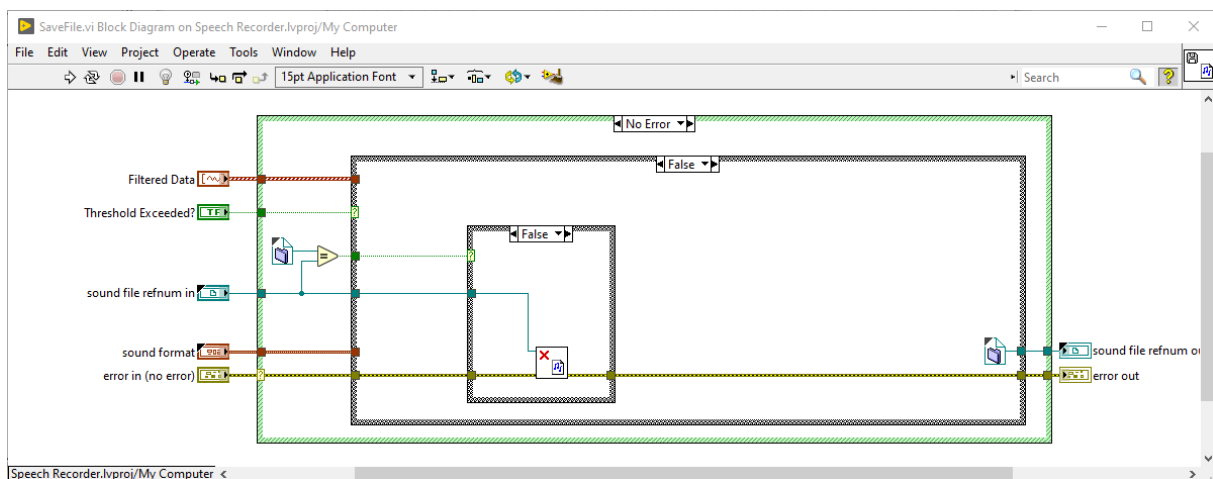 SaveFile.vi Block Diagram on Speech Recorder.lvproj/My Computer
File Edit View Project Operate Tools Window Help
15pt Application Font
Search
No Error
False
Filtered Data
Threshold Exceeded?
TF
False
sound file refnum in
sound format
sound file refnum ou
error in (no error)
error out
Speech Recorder.lvproj/My Computer